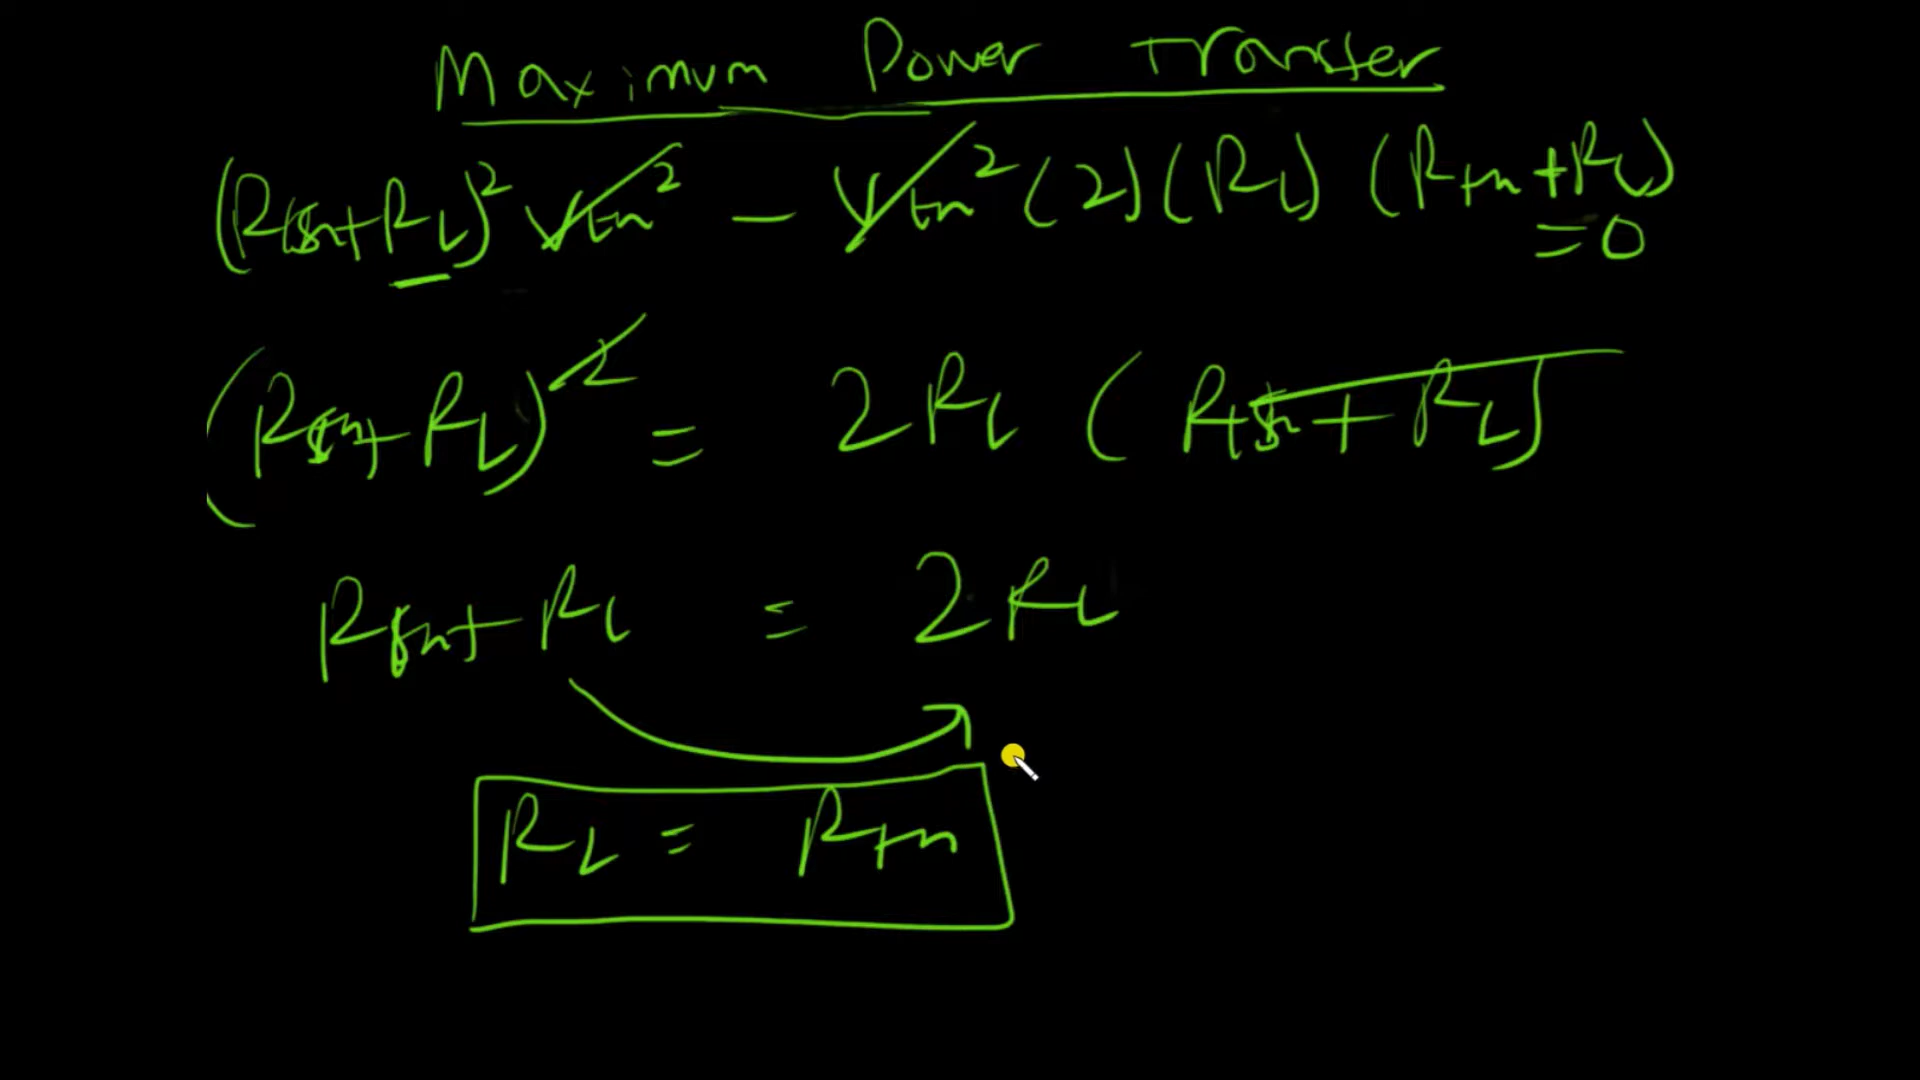 Maximum Power Transfer
(Rth+RL)² Vth² - Vth² (2)(RL) (Rth+RL)
=0
(Rth+RL)² = 2RL (Rth+RL)
Rth+RL = 2RL
RL = Rth